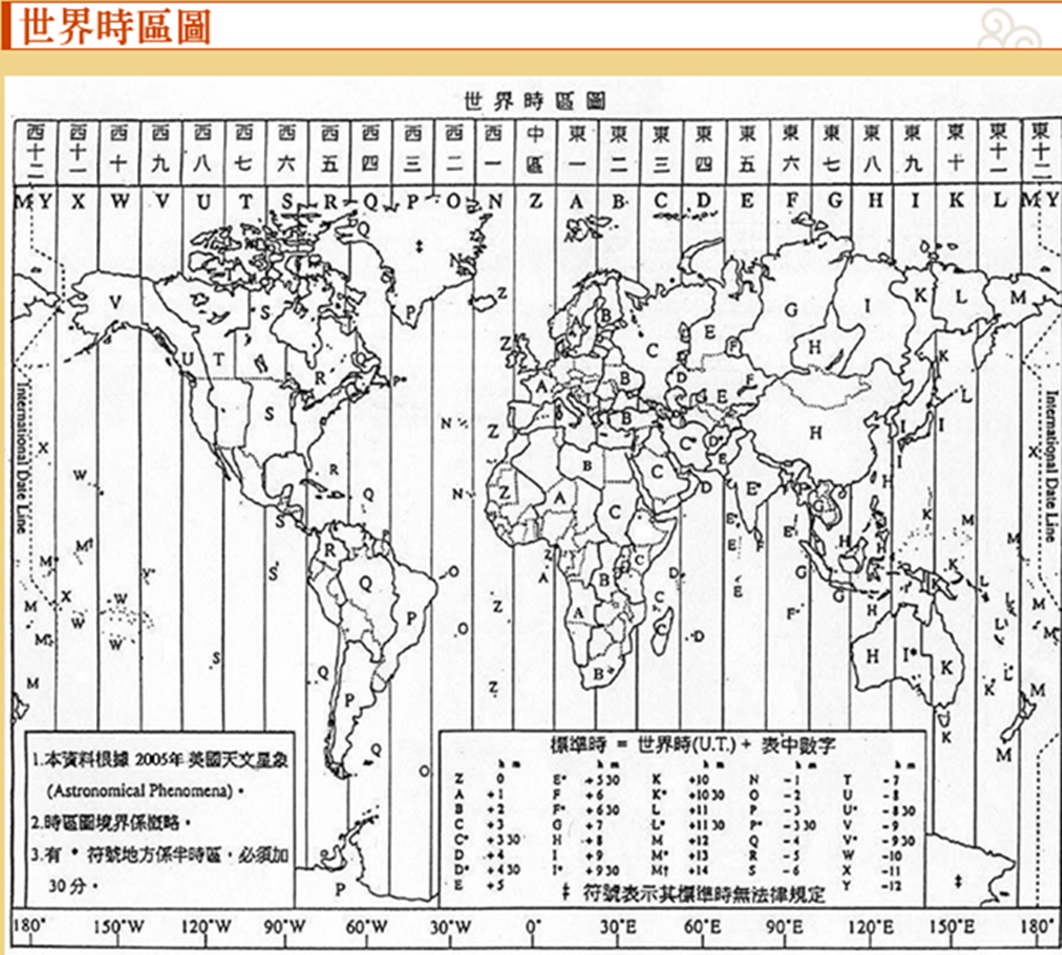 世界時區圖
世界時區圖
西十二 西十一 西十 西九 西八 西七 西六 西五 西四 西三 西二 西一 中區 東一 東二 東三 東四 東五 東六 東七 東八 東九 東十 東十一 東十二
M Y X W V U T S R Q P O N Z A B C D E F G H I K L M Y
International Date Line
International Date Line
1.本資料根據 2005年 英國天文星象
(Astronomical Phenomena)。
2.時區圖境界係概略。
3.有 * 符號地方係半時區，必須加
30 分。
標準時 = 世界時(U.T.) + 表中數字
h m h m h m h m h m
Z 0 E* +5 30 K +10 N -1 T -7
A +1 F +6 K* +10 30 O -2 U -8
B +2 F* +6 30 L +11 P -3 U* -8 30
C +3 G +7 L* +11 30 P* -3 30 V -9
C* +3 30 H +8 M +12 Q -4 V* -9 30
D +4 I +9 M* +13 R -5 W -10
D* +4 30 I* +9 30 M† +14 S -6 X -11
E +5 Y -12
‡ 符號表示其標準時無法律規定
180° 150°W 120°W 90°W 60°W 30°W 0° 30°E 60°E 90°E 120°E 150°E 180°